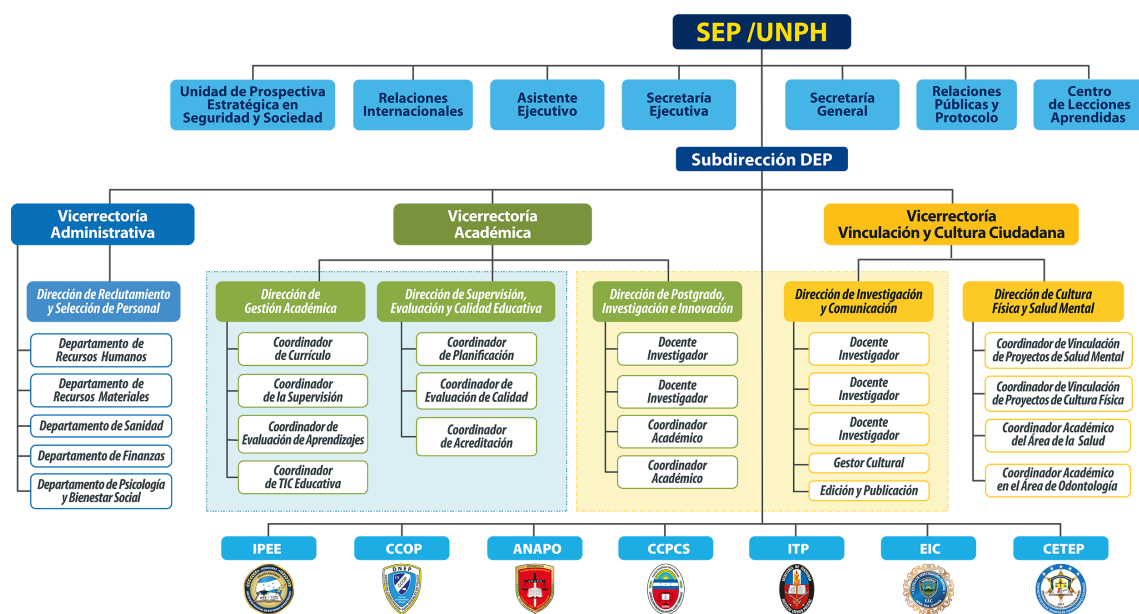 SEP /UNPH
Unidad de Prospectiva
Estratégica en
Seguridad y Sociedad
Relaciones
Internacionales
Asistente
Ejecutivo
Secretaría
Ejecutiva
Secretaría
General
Relaciones
Públicas y
Protocolo
Centro
de Lecciones
Aprendidas
Subdirección DEP
Vicerrectoría
Administrativa
Vicerrectoría
Académica
Vicerrectoría
Vinculación y Cultura Ciudadana
Dirección de Reclutamiento
y Selección de Personal
Departamento de
Recursos Humanos
Departamento de
Recursos Materiales
Departamento de Sanidad
Departamento de Finanzas
Departamento de Psicología
y Bienestar Social
Dirección de
Gestión Académica
Coordinador
de Currículo
Coordinador
de la Supervisión
Coordinador de
Evaluación de Aprendizajes
Coordinador
de TIC Educativa
Dirección de Supervisión,
Evaluación y Calidad Educativa
Coordinador
de Planificación
Coordinador de
Evaluación de Calidad
Coordinador
de Acreditación
Dirección de Postgrado,
Investigación e Innovación
Docente
Investigador
Docente
Investigador
Coordinador
Académico
Coordinador
Académico
Dirección de Investigación
y Comunicación
Docente
Investigador
Docente
Investigador
Docente
Investigador
Gestor Cultural
Edición y Publicación
Dirección de Cultura
Física y Salud Mental
Coordinador de Vinculación
de Proyectos de Salud Mental
Coordinador de Vinculación
de Proyectos de Cultura Física
Coordinador Académico
del Área de la Salud
Coordinador Académico
en el Área de Odontología
IPEE
CCOP
ANAPO
CCPCS
ITP
EIC
CETEP
DNEP
EIC